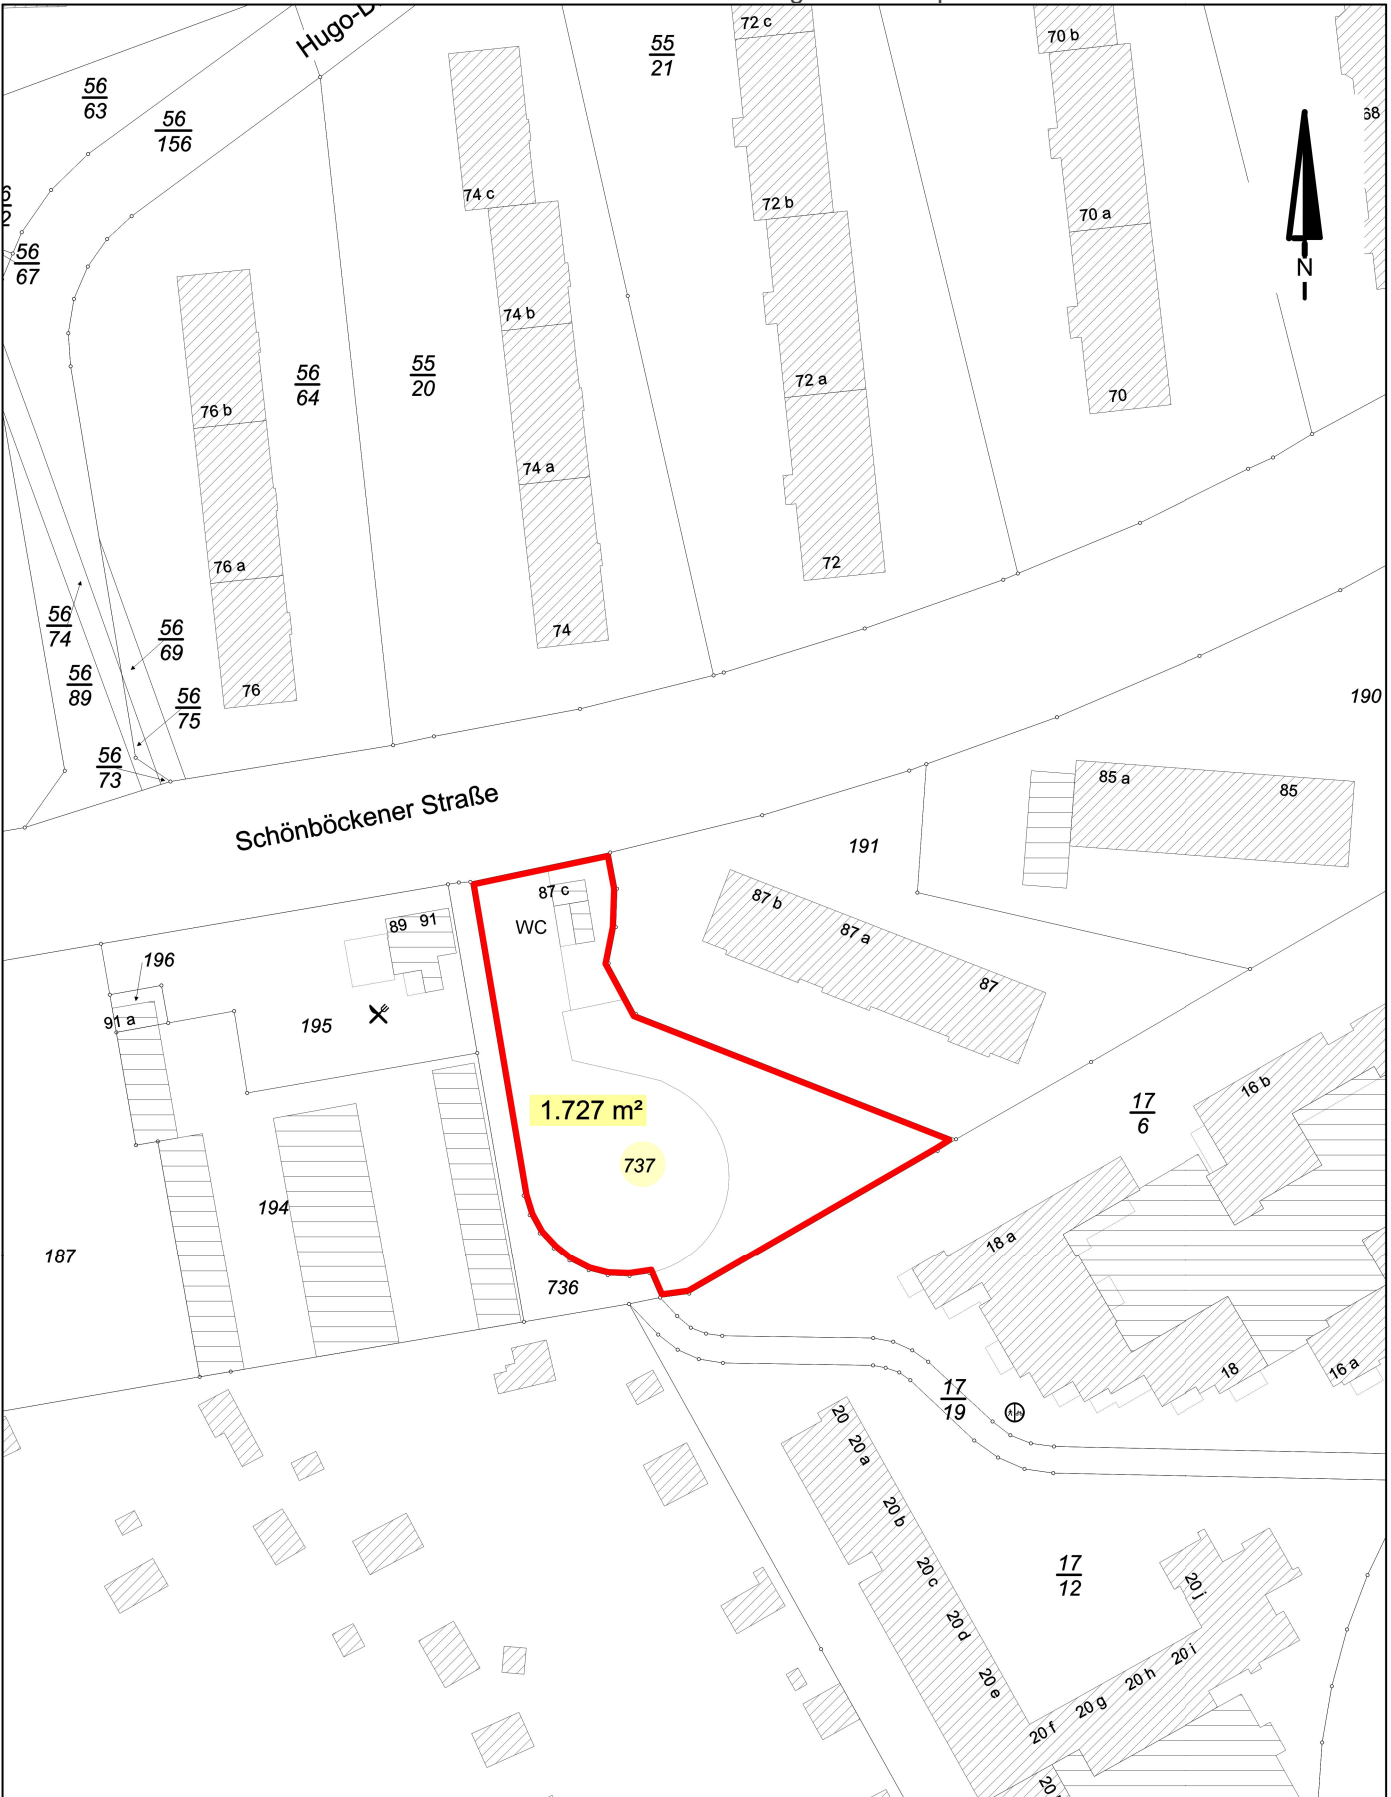 Hugo-
72 c
55
21
70 b
56
63
56
156
68
74 c
72 b
70 a
56
67
N
74 b
56
64
55
20
72 a
70
76 b
74 a
72
76 a
56
74
56
69
74
56
89
76
56
75
190
56
73
85 a
85
Schönböckener Straße
191
87 c
87 b
89
91
WC
87 a
196
87
91 a
195
16 b
1.727 m²
17
6
737
194
18 a
187
736
18
16 a
17
19
20
20 a
20 b
20 c
17
12
20 j
20 d
20 e
20 i
20 h
20 g
20 f